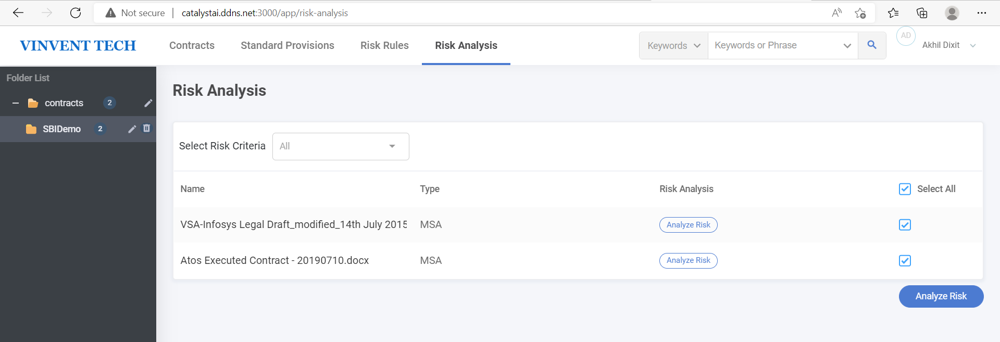 Not secure catalystai.ddns.net:3000/app/risk-analysis
VINVENT TECH Contracts Standard Provisions Risk Rules Risk Analysis Keywords Keywords or Phrase AD Akhil Dixit
Folder List
contracts 2
SBIDemo 2
Risk Analysis
Select Risk Criteria All
Name Type Risk Analysis Select All
VSA-Infosys Legal Draft_modified_14th July 2015 MSA Analyze Risk
Atos Executed Contract - 20190710.docx MSA Analyze Risk
Analyze Risk